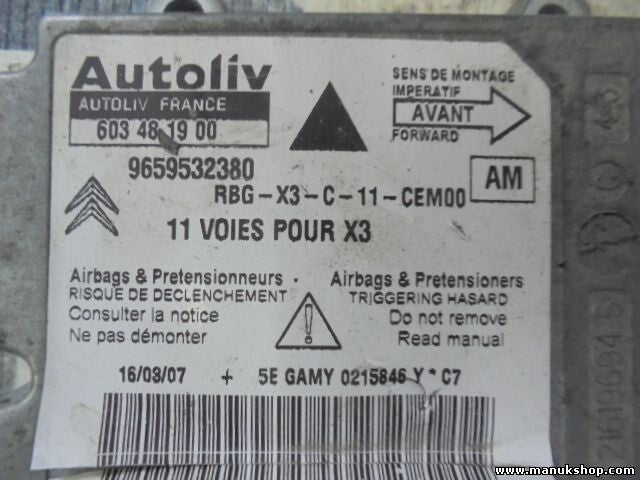 Autoliv
AUTOLIV FRANCE
603 48 19 00
9659532380
SENS DE MONTAGE
IMPERATIF
AVANT
FORWARD
RBG-X3-C-11-CEM00
AM
11 VOIES POUR X3
Airbags & Pretensionneurs
RISQUE DE DECLENCHEMENT
Consulter la notice
Ne pas démonter
Airbags & Pretensioners
TRIGGERING HASARD
Do not remove
Read manual
!
16/03/07 + 5E GAMY 0215846 Y * C7
www.manukshop.com